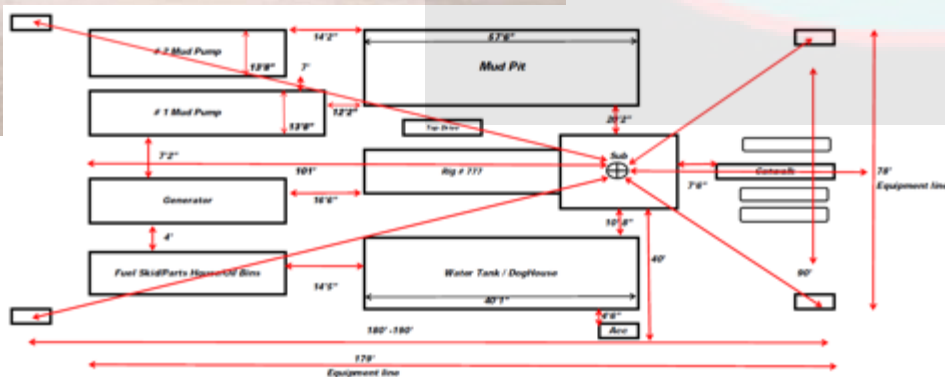 14'2"
57'6"
# 2 Mud Pump
13'8"
7'
Mud Pit
# 1 Mud Pump
13'8"
12'2"
20'2"
Top Drive
Sub
7'2"
101'
Rig # 777
Catwalk
78'
Equipment line
7'6"
Generator
16'6"
10'-8"
4'
40'
Fuel Skid/Parts House/Oil Bins
Water Tank / DogHouse
90'
14'5"
40'1"
4'6"
Acc
180' -190'
179'
Equipment line